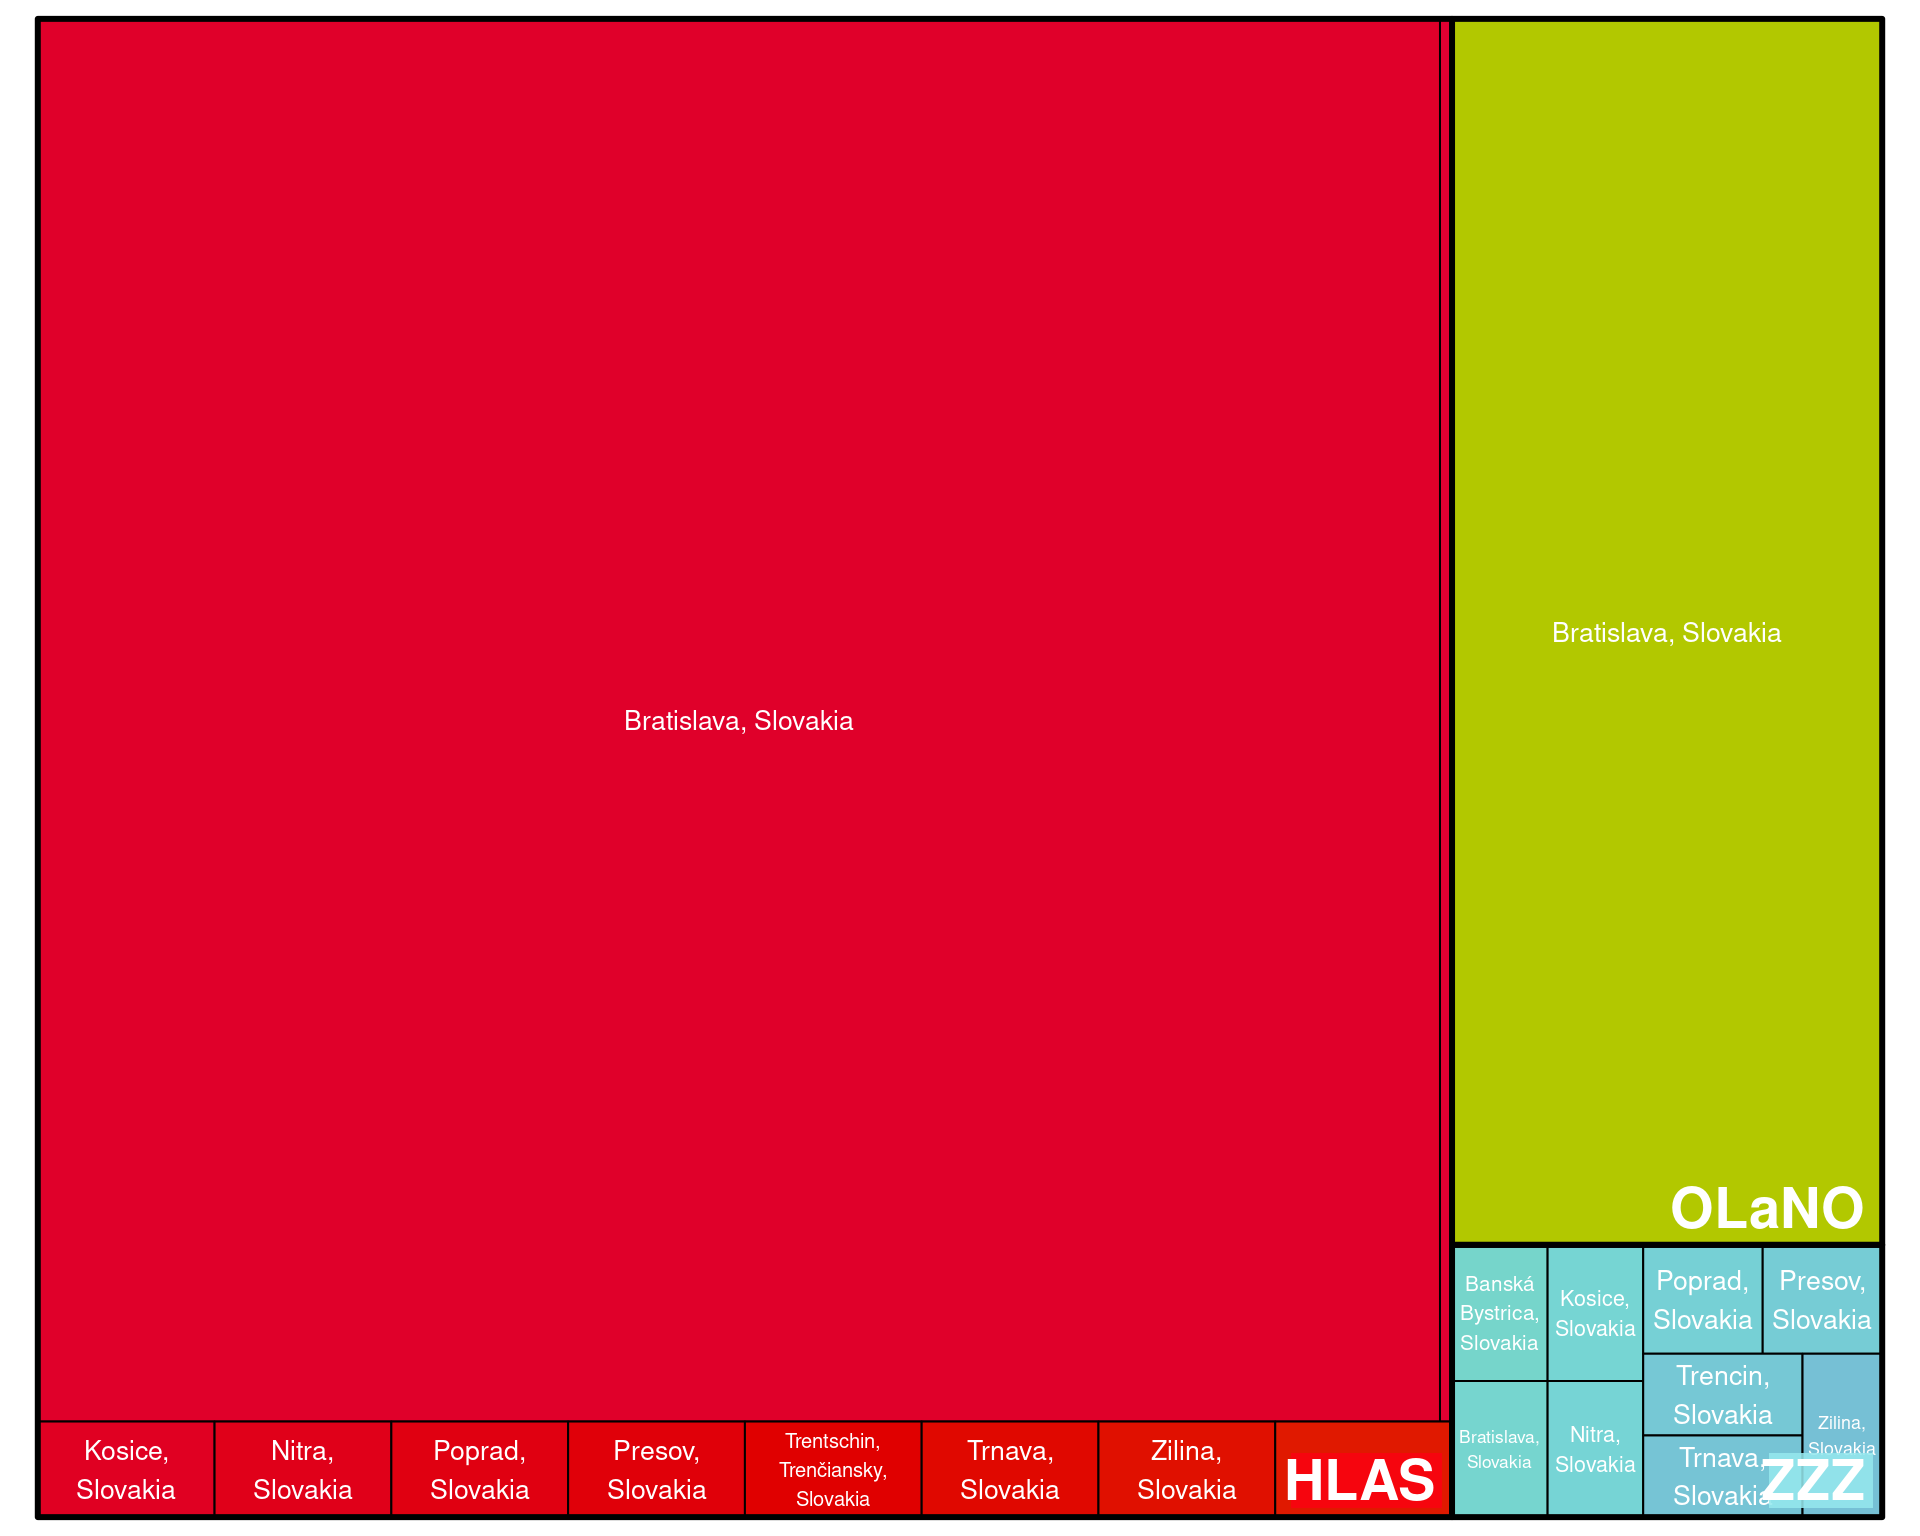 Bratislava, Slovakia
Kosice,
Slovakia
Nitra,
Slovakia
Poprad,
Slovakia
Presov,
Slovakia
Trentschin,
Trenčiansky,
Slovakia
Trnava,
Slovakia
Zilina,
Slovakia
HLAS
Bratislava, Slovakia
OLaNO
Banská
Bystrica,
Slovakia
Kosice,
Slovakia
Poprad,
Slovakia
Presov,
Slovakia
Bratislava,
Slovakia
Nitra,
Slovakia
Trencin,
Slovakia
Trnava,
Slovakia
Zilina,
Slovakia
ZZZ